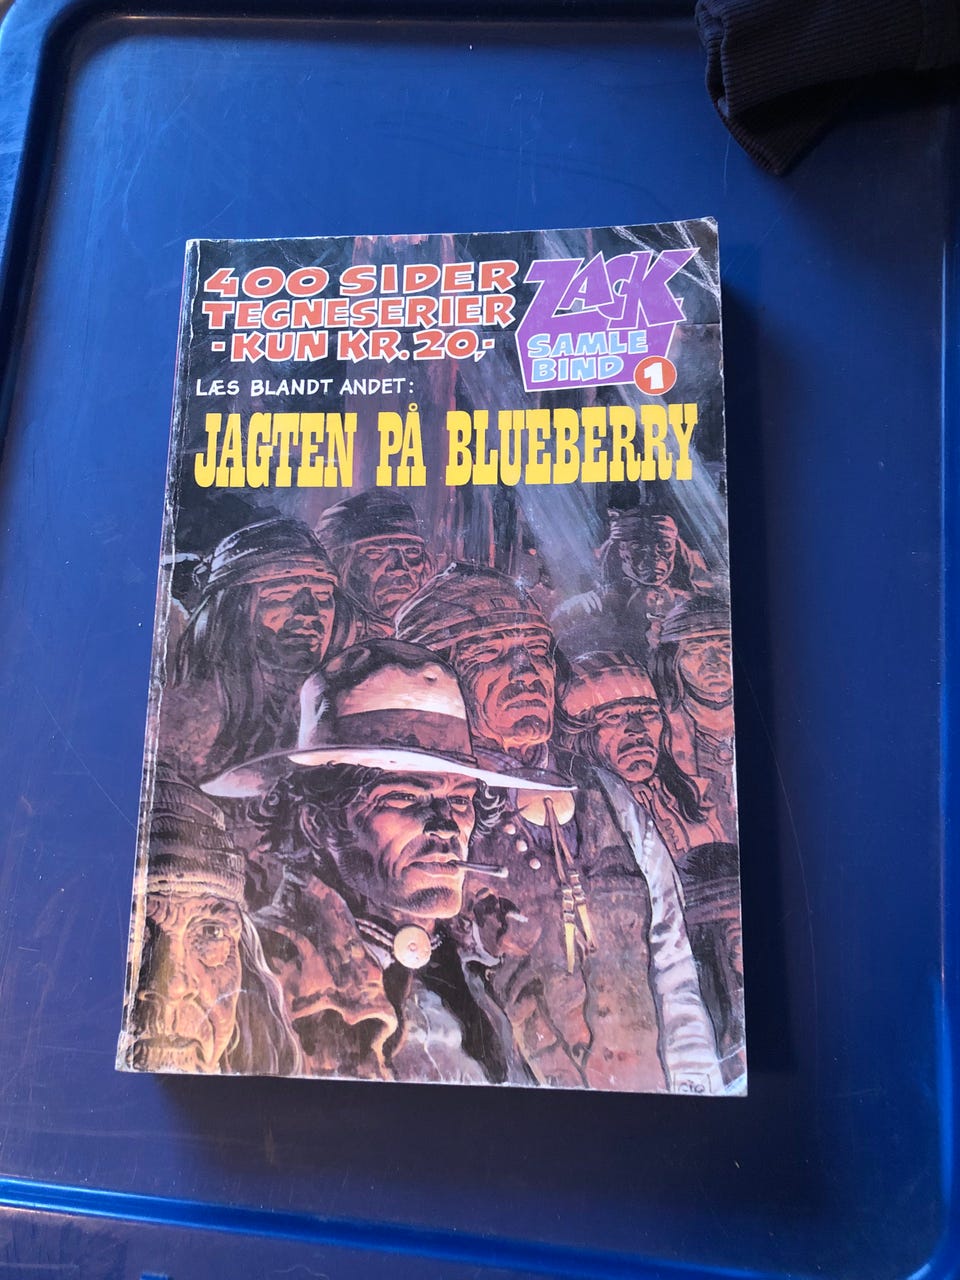 400 SIDER
TEGNESERIER
- KUN KR. 20,-
ZACK
SAMLE
BIND 1
LÆS BLANDT ANDET:
JAGTEN PÅ BLUEBERRY